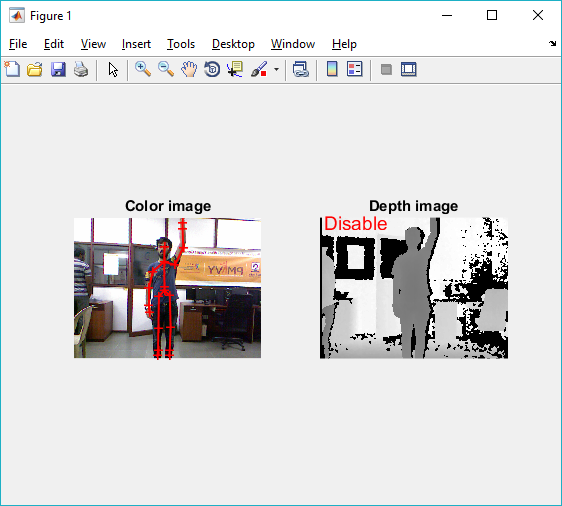 Figure 1
File Edit View Insert Tools Desktop Window Help
Color image
Depth image
Disable